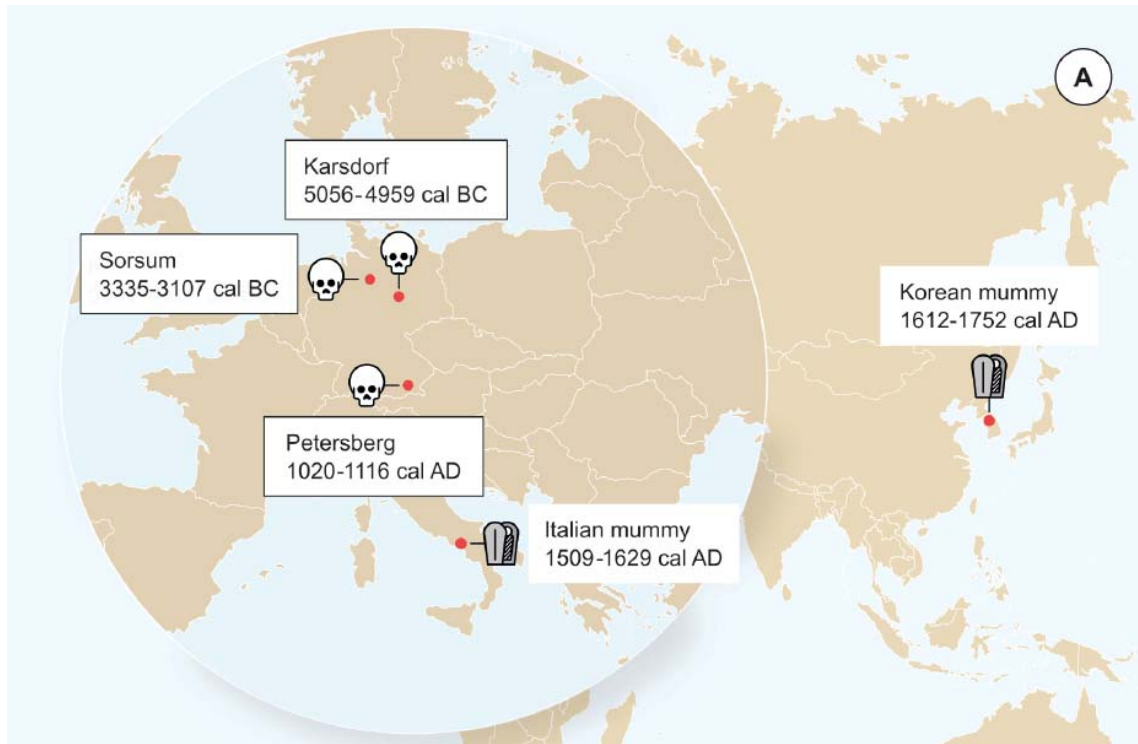 A
Karsdorf
5056-4959 cal BC
Sorsum
3335-3107 cal BC
Korean mummy
1612-1752 cal AD
Petersberg
1020-1116 cal AD
Italian mummy
1509-1629 cal AD